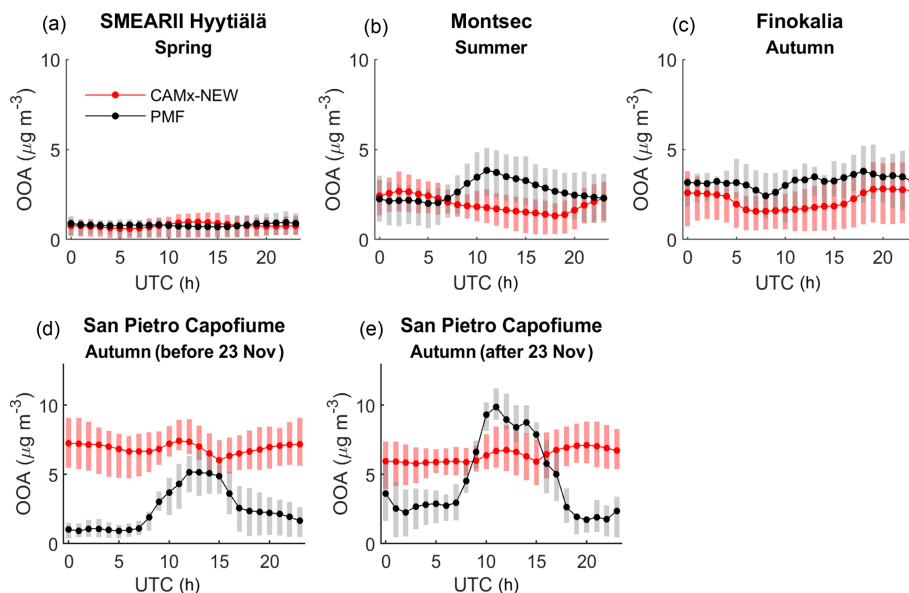 (a) SMEARII Hyytiälä
Spring
(b) Montsec
Summer
(c) Finokalia
Autumn
10
5
0
OOA (µg m⁻³)
CAMx-NEW
PMF
0 5 10 15 20
UTC (h)
10
5
0
OOA (µg m⁻³)
0 5 10 15 20
UTC (h)
10
5
0
OOA (µg m⁻³)
0 5 10 15 20
UTC (h)
(d) San Pietro Capofiume
Autumn (before 23 Nov)
(e) San Pietro Capofiume
Autumn (after 23 Nov)
10
5
0
OOA (µg m⁻³)
0 5 10 15 20
UTC (h)
10
5
0
OOA (µg m⁻³)
0 5 10 15 20
UTC (h)